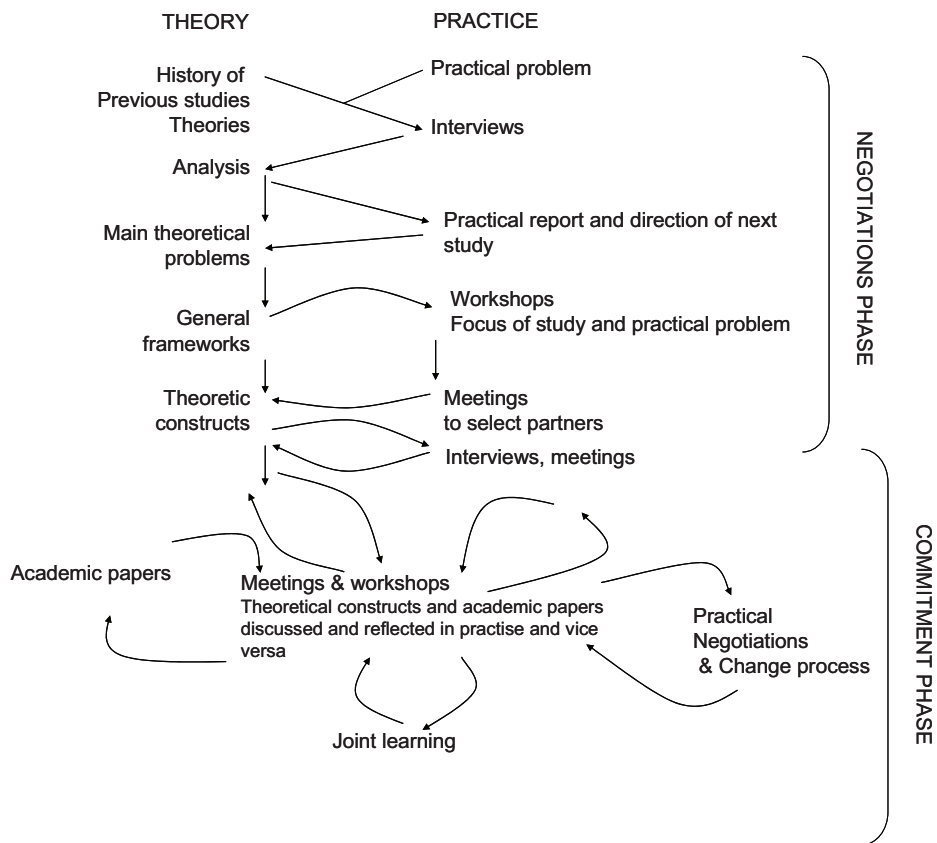 THEORY
PRACTICE
History of
Previous studies
Theories
Practical problem
Interviews
Analysis
Practical report and direction of next
study
Main theoretical
problems
Workshops
Focus of study and practical problem
General
frameworks
Theoretic
constructs
Meetings
to select partners
Interviews, meetings
NEGOTIATIONS PHASE
Academic papers
Meetings & workshops
Theoretical constructs and academic papers
discussed and reflected in practise and vice
versa
Practical
Negotiations
& Change process
Joint learning
COMMITMENT PHASE